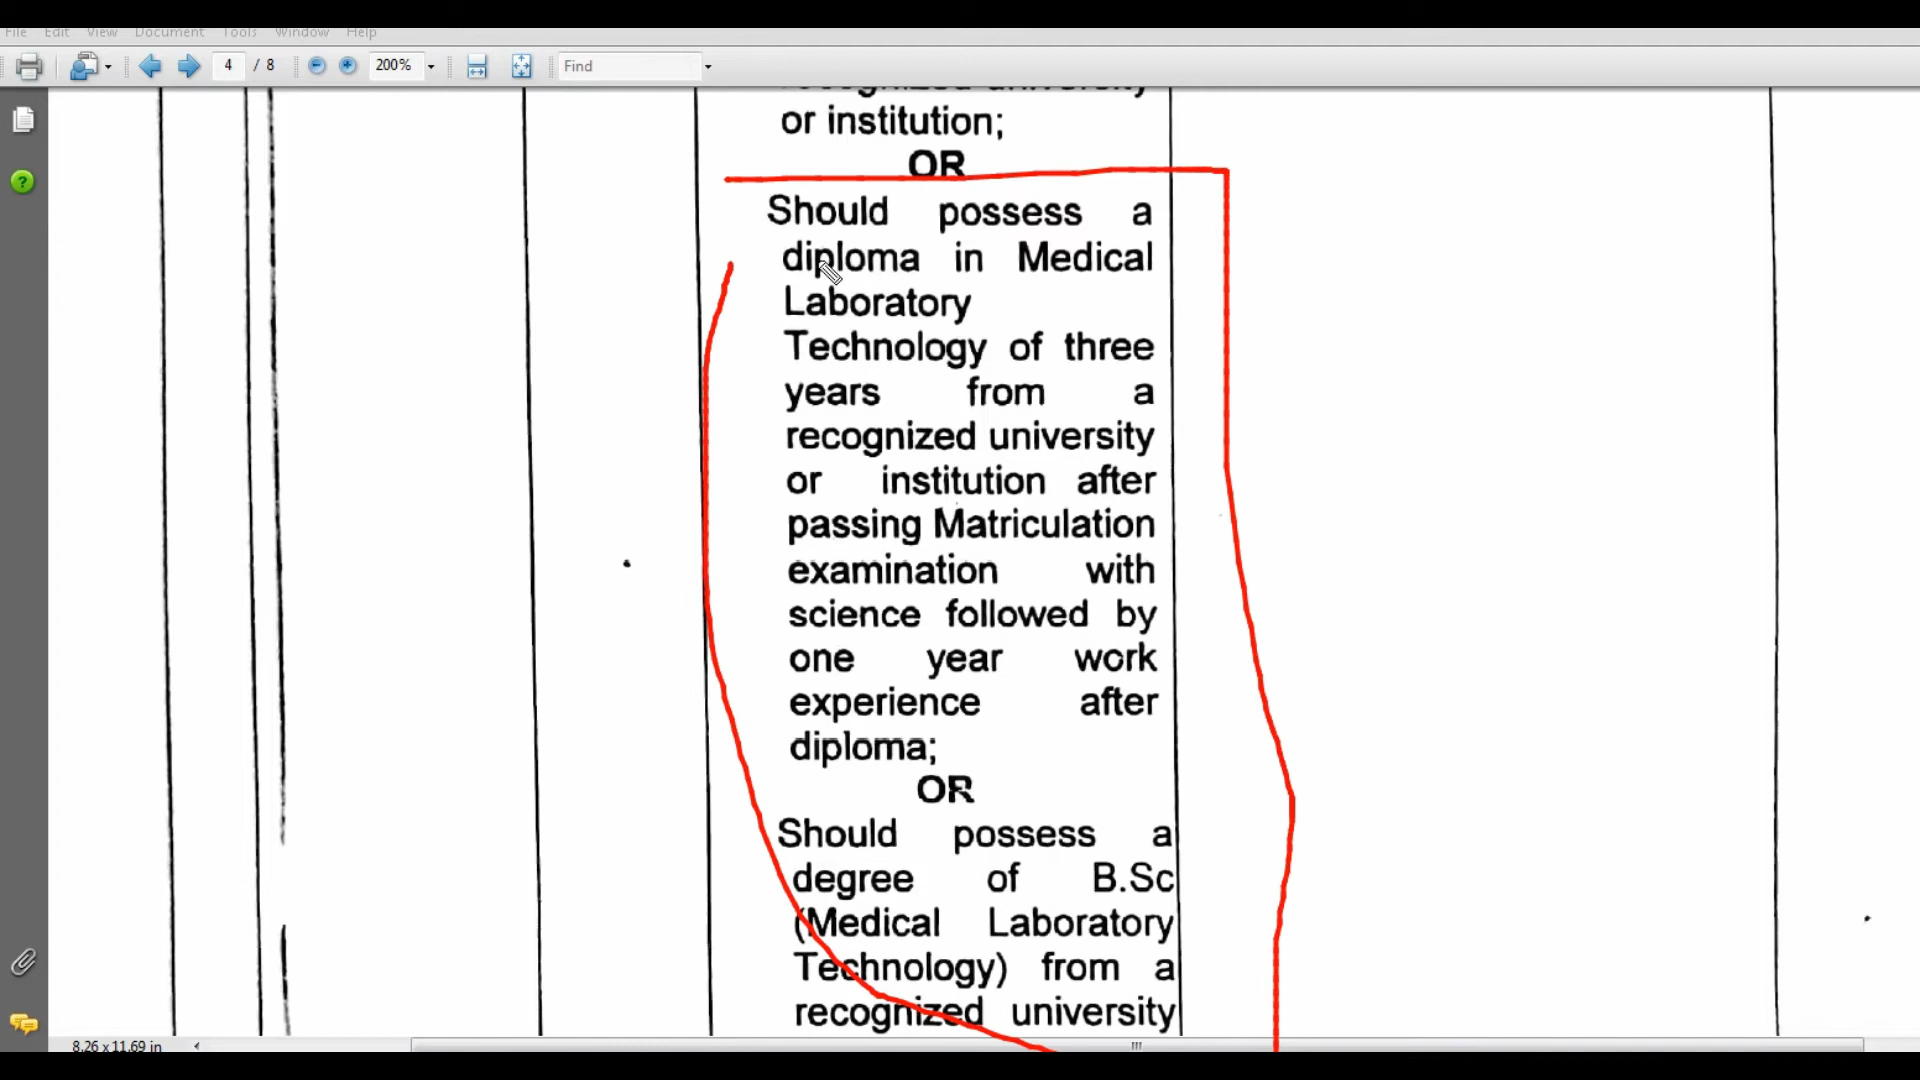 File Edit View Document Tools Window Help
4 / 8 200% Find
recognized university
or institution;
OR
Should possess a
diploma in Medical
Laboratory
Technology of three
years from a
recognized university
or institution after
passing Matriculation
examination with
science followed by
one year work
experience after
diploma;
OR
Should possess a
degree of B.Sc
(Medical Laboratory
Technology) from a
recognized university
8.26 x 11.69 in